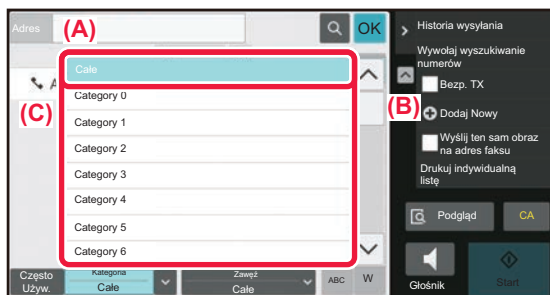 Adres
(A)
OK
Całe
A
(C)
Category 0
Category 1
Category 2
Category 3
Category 4
Category 5
Category 6
Często
Używ.
Kategoria
Całe
Zawęź
Całe
ABC
W
Historia wysyłania
Wywołaj wyszukiwanie
numerów
Bezp. TX
(B)
Dodaj Nowy
Wyślij ten sam obraz
na adres faksu
Drukuj indywidualną
listę
Podgląd
CA
Głośnik
Start